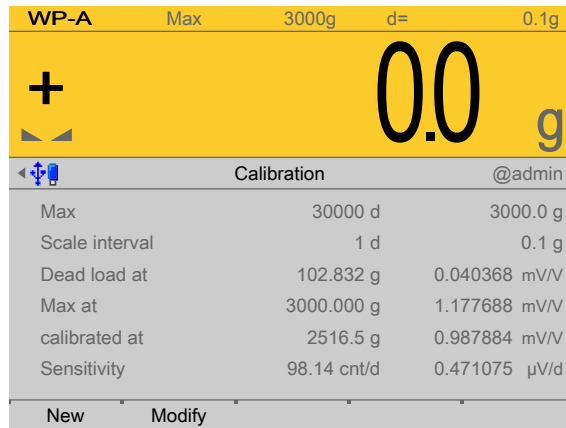 WP-A Max 3000g d= 0.1g
+ 0.0 g
Calibration @admin
Max 30000 d 3000.0 g
Scale interval 1 d 0.1 g
Dead load at 102.832 g 0.040368 mV/V
Max at 3000.000 g 1.177688 mV/V
calibrated at 2516.5 g 0.987884 mV/V
Sensitivity 98.14 cnt/d 0.471075 µV/d
New Modify